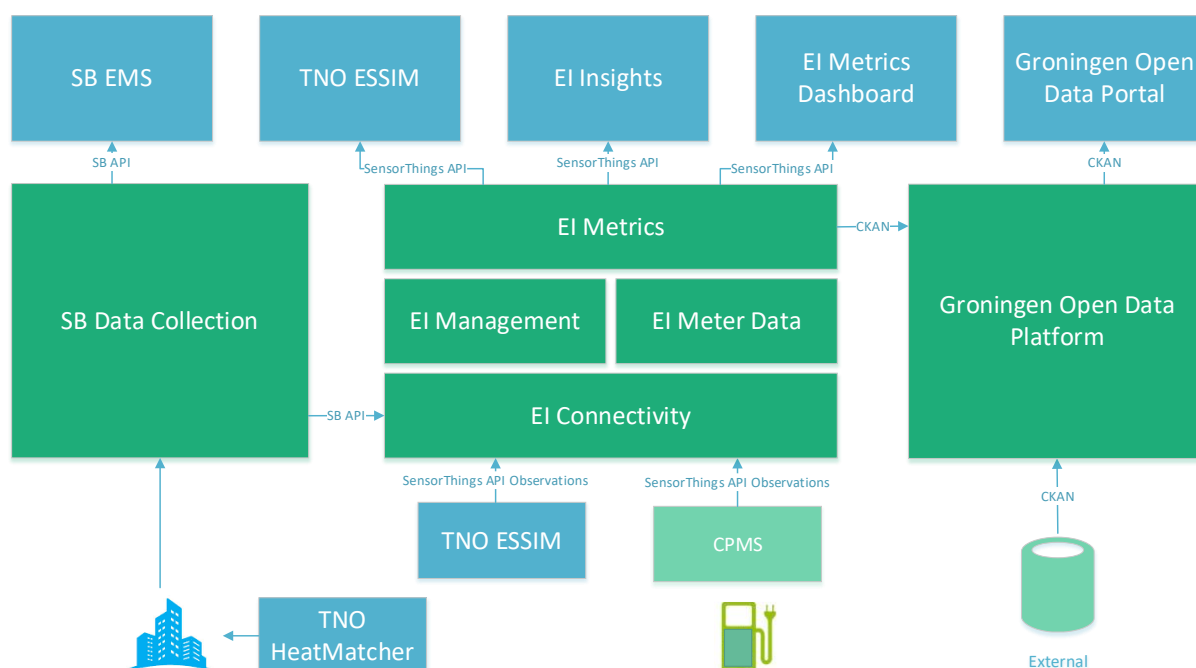 SB EMS
TNO ESSIM
EI Insights
EI Metrics
Dashboard
Groningen Open
Data Portal
SB API
SensorThings API
SensorThings API
SensorThings API
CKAN
SB Data Collection
EI Metrics
CKAN
Groningen Open Data
Platform
EI Management
EI Meter Data
SB API
EI Connectivity
SensorThings API Observations
SensorThings API Observations
CKAN
TNO ESSIM
CPMS
TNO
HeatMatcher
External